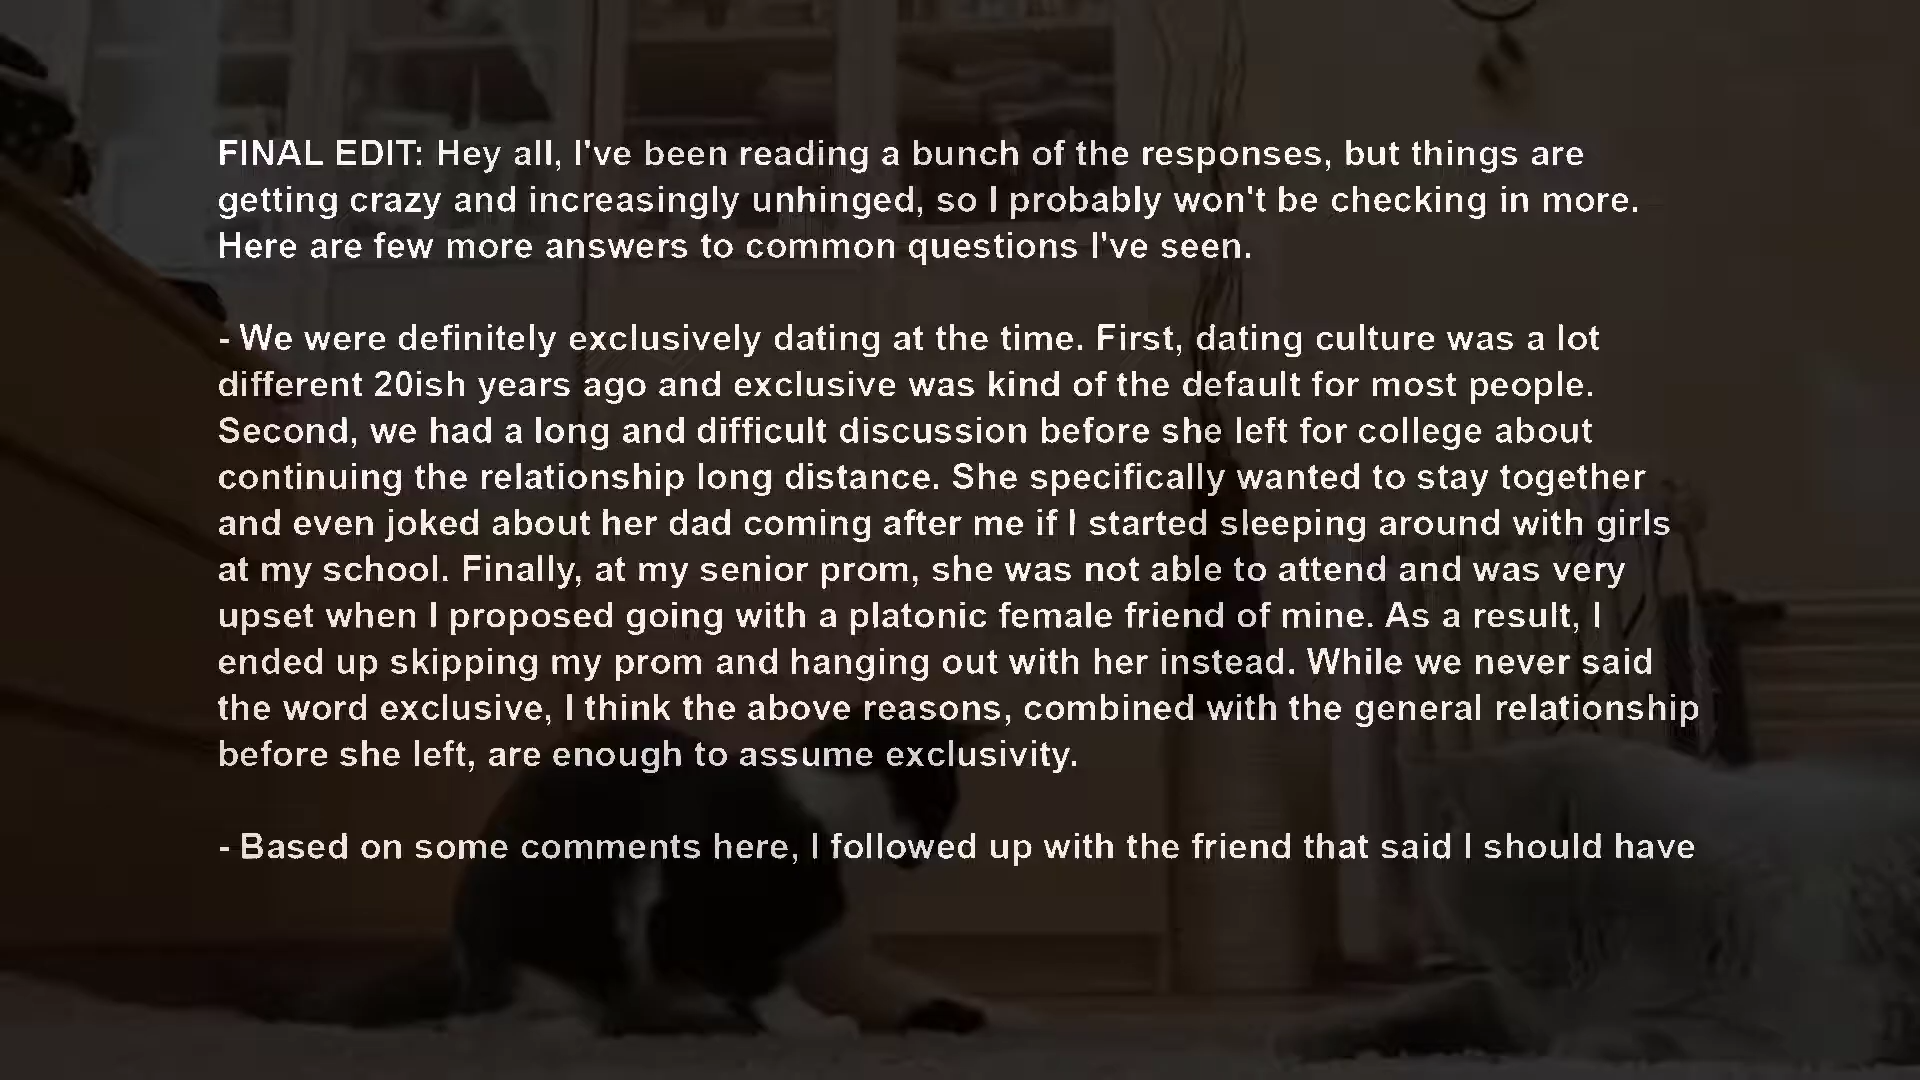 FINAL EDIT: Hey all, I've been reading a bunch of the responses, but things are
getting crazy and increasingly unhinged, so I probably won't be checking in more.
Here are few more answers to common questions I've seen.
- We were definitely exclusively dating at the time. First, dating culture was a lot
different 20ish years ago and exclusive was kind of the default for most people.
Second, we had a long and difficult discussion before she left for college about
continuing the relationship long distance. She specifically wanted to stay together
and even joked about her dad coming after me if I started sleeping around with girls
at my school. Finally, at my senior prom, she was not able to attend and was very
upset when I proposed going with a platonic female friend of mine. As a result, I
ended up skipping my prom and hanging out with her instead. While we never said
the word exclusive, I think the above reasons, combined with the general relationship
before she left, are enough to assume exclusivity.
- Based on some comments here, I followed up with the friend that said I should have